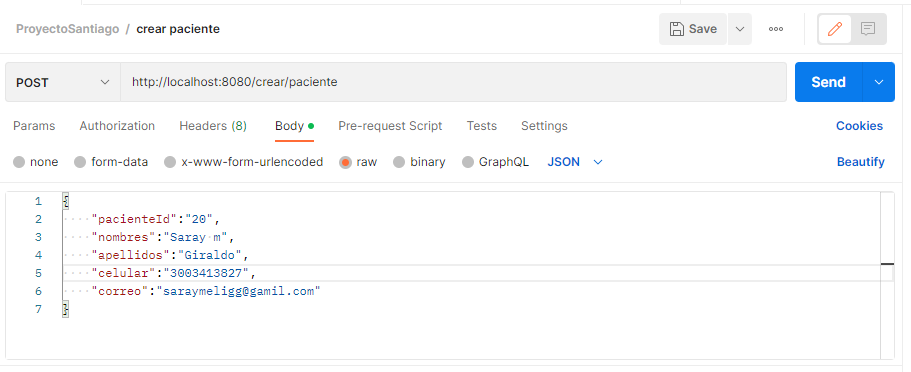 ProyectoSantiago / crear paciente Save
POST http://localhost:8080/crear/paciente Send
Params Authorization Headers (8) Body Pre-request Script Tests Settings Cookies
none form-data x-www-form-urlencoded raw binary GraphQL JSON Beautify
1 {
2 "pacienteId":"20",
3 "nombres":"Saray m",
4 "apellidos":"Giraldo",
5 "celular":"3003413827",
6 "correo":"saraymeligg@gamil.com"
7 }